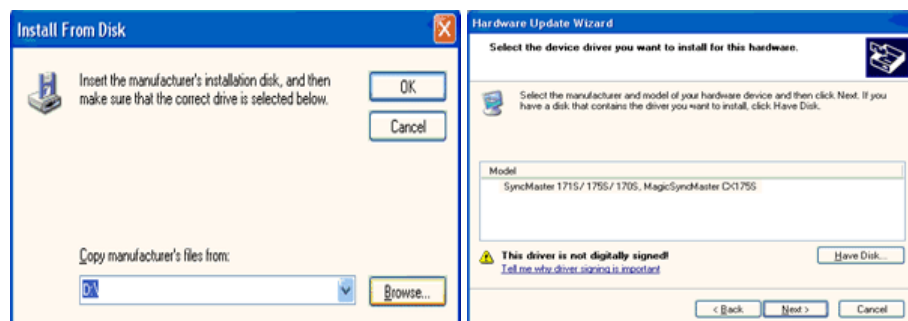 Install From Disk
Insert the manufacturer's installation disk, and then
make sure that the correct drive is selected below.
OK
Cancel
Copy manufacturer's files from:
D:\
Browse...
Hardware Update Wizard
Select the device driver you want to install for this hardware.
Select the manufacturer and model of your hardware device and then click Next. If you
have a disk that contains the driver you want to install, click Have Disk.
Model
SyncMaster 171S/ 175S/ 170S, MagicSyncMaster CX175S
This driver is not digitally signed!
Tell me why driver signing is important
Have Disk...
< Back
Next >
Cancel